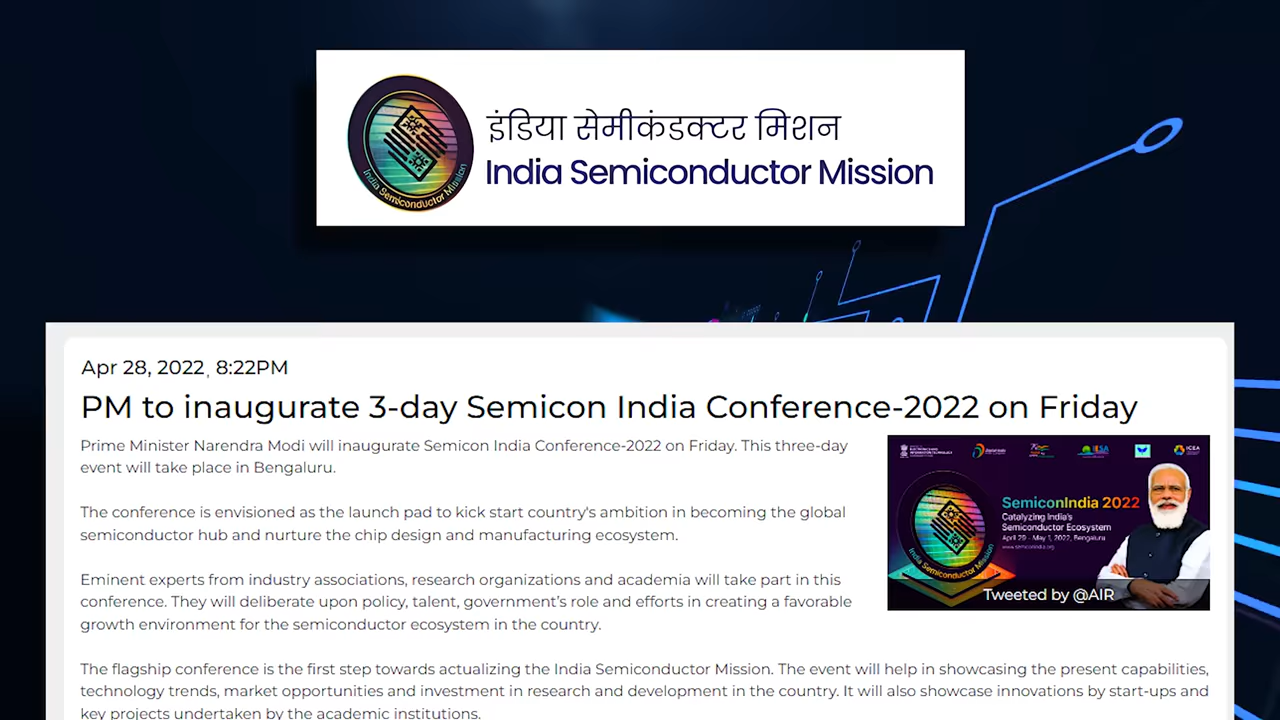 इंडिया सेमीकंडक्टर मिशन
India Semiconductor Mission
India Semiconductor Mission
Apr 28, 2022, 8:22PM
PM to inaugurate 3-day Semicon India Conference-2022 on Friday
Prime Minister Narendra Modi will inaugurate Semicon India Conference-2022 on Friday. This three-day
event will take place in Bengaluru.
The conference is envisioned as the launch pad to kick start country's ambition in becoming the global
semiconductor hub and nurture the chip design and manufacturing ecosystem.
Eminent experts from industry associations, research organizations and academia will take part in this
conference. They will deliberate upon policy, talent, government's role and efforts in creating a favorable
growth environment for the semiconductor ecosystem in the country.
The flagship conference is the first step towards actualizing the India Semiconductor Mission. The event will help in showcasing the present capabilities,
technology trends, market opportunities and investment in research and development in the country. It will also showcase innovations by start-ups and
key projects undertaken by the academic institutions.
SemiconIndia 2022
Catalyzing India's
Semiconductor Ecosystem
April 29 - May 1, 2022, Bengaluru
www.semiconindia.org
India Semiconductor Mission
Tweeted by @AIR